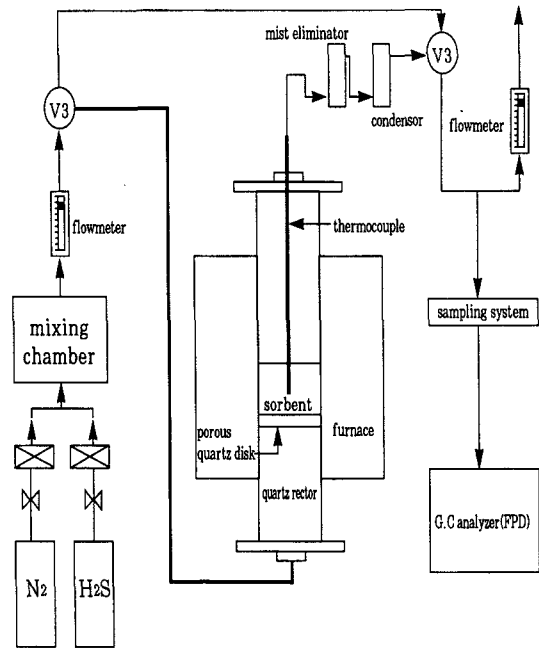 mist eliminator
V3
condensor
flowmeter
V3
flowmeter
thermocouple
mixing
chamber
sampling system
sorbent
porous
quartz disk
furnace
quartz rector
G.C analyzer(FPD)
N2
H2S